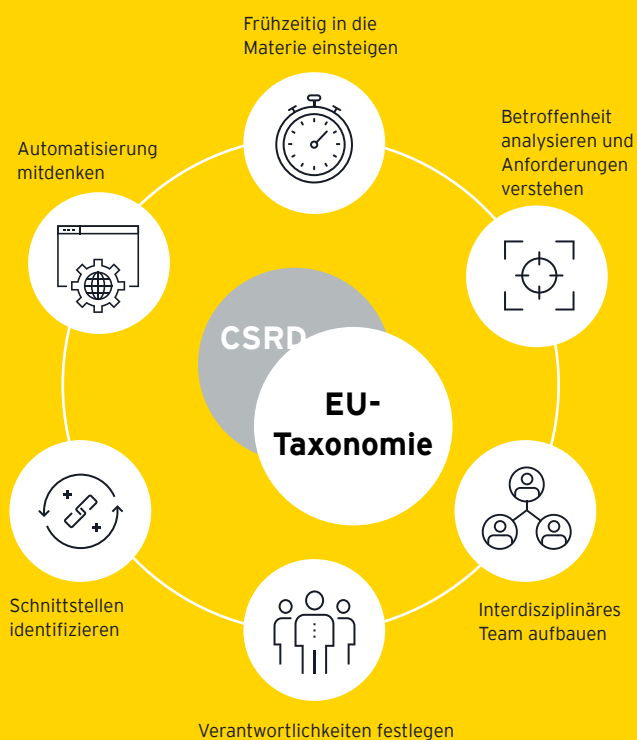 Frühzeitig in die
Materie einsteigen
Betroffenheit
analysieren und
Anforderungen
verstehen
Automatisierung
mitdenken
CSRD
EU-
Taxonomie
Schnittstellen
identifizieren
Interdisziplinäres
Team aufbauen
Verantwortlichkeiten festlegen